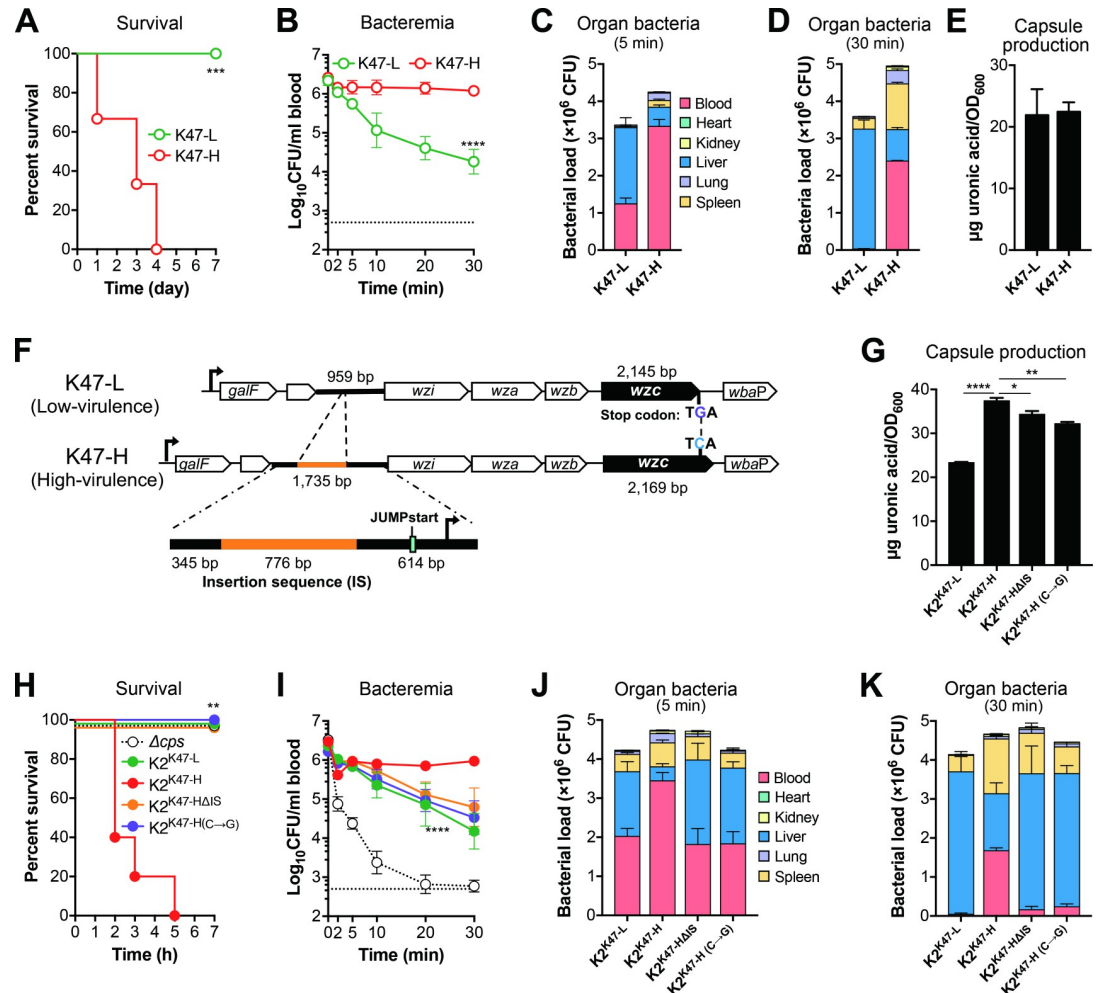 A
Survival
Percent survival
100
80
60
40
20
0
***
K47-L
K47-H
0 1 2 3 4 5 6 7
Time (day)
B
Bacteremia
K47-L K47-H
Log10CFU/ml blood
7
6
5
4
3
2
****
0 2 5 10 20 30
Time (min)
C
Organ bacteria
(5 min)
Bacterial load (×10⁶ CFU)
5
4
3
2
1
0
K47-L
K47-H
Blood
Heart
Kidney
Liver
Lung
Spleen
D
Organ bacteria
(30 min)
Bacterial load (×10⁶ CFU)
5
4
3
2
1
0
K47-L
K47-H
E
Capsule
production
µg uronic acid/OD600
30
20
10
0
K47-L
K47-H
F
K47-L
(Low-virulence)
galF
959 bp
wzi
wza
wzb
2,145 bp
wzc
wbaP
Stop codon: TGA
TCA
K47-H
(High-virulence)
galF
1,735 bp
wzi
wza
wzb
wzc
2,169 bp
wbaP
JUMPstart
345 bp
776 bp
614 bp
Insertion sequence (IS)
G
Capsule production
µg uronic acid/OD600
40
30
20
10
0
****
*
**
K2K47-L
K2K47-H
K2K47-HΔIS
K2K47-H (C→G)
H
Survival
Percent survival
100
80
60
40
20
0
**
Δcps
K2K47-L
K2K47-H
K2K47-HΔIS
K2K47-H(C→G)
0 1 2 3 4 5 6 7
Time (h)
I
Bacteremia
Log10CFU/ml blood
7
6
5
4
3
2
****
0 2 5 10 20 30
Time (min)
J
Organ bacteria
(5 min)
Bacterial load (×10⁶ CFU)
5
4
3
2
1
0
K2K47-L
K2K47-H
K2K47-HΔIS
K2K47-H (C→G)
Blood
Heart
Kidney
Liver
Lung
Spleen
K
Organ bacteria
(30 min)
Bacterial load (×10⁶ CFU)
5
4
3
2
1
0
K2K47-L
K2K47-H
K2K47-HΔIS
K2K47-H (C→G)